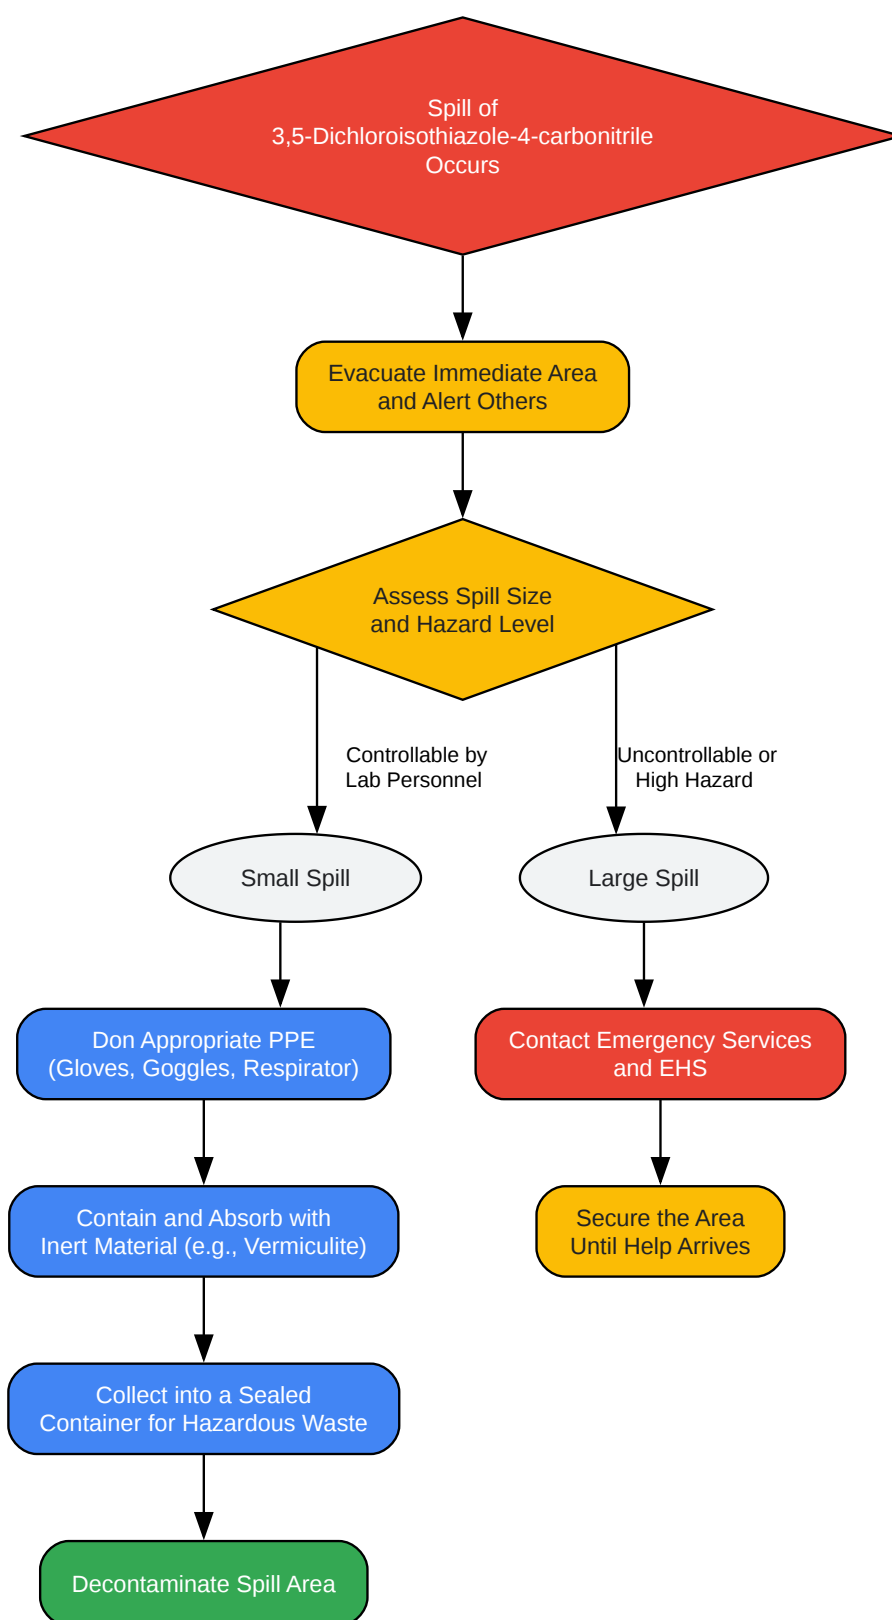 Spill of
3,5-Dichloroisothiazole-4-carbonitrile
Occurs
Evacuate Immediate Area
and Alert Others
Assess Spill Size
and Hazard Level
Controllable by
Lab Personnel
Uncontrollable or
High Hazard
Small Spill
Large Spill
Don Appropriate PPE
(Gloves, Goggles, Respirator)
Contact Emergency Services
and EHS
Contain and Absorb with
Inert Material (e.g., Vermiculite)
Secure the Area
Until Help Arrives
Collect into a Sealed
Container for Hazardous Waste
Decontaminate Spill Area